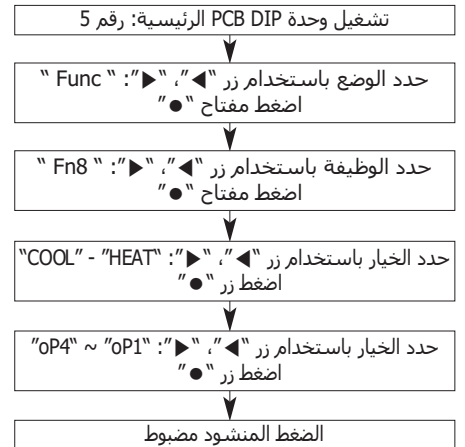 تشغيل وحدة PCB DIP الرئيسية: رقم 5
حدد الوضع باستخدام زر “◀”، “▶”: “ Func ”
اضغط مفتاح “●”
حدد الوظيفة باستخدام زر “◀”، “▶”: “ Fn8 ”
اضغط مفتاح “●”
حدد الخيار باستخدام زر “◀”، “▶”: “HEAT” - “COOL”
اضغط زر “●”
حدد الخيار باستخدام زر “◀”، “▶”: “oP1” ~ “oP4”
اضغط زر “●”
الضغط المنشود مضبوط